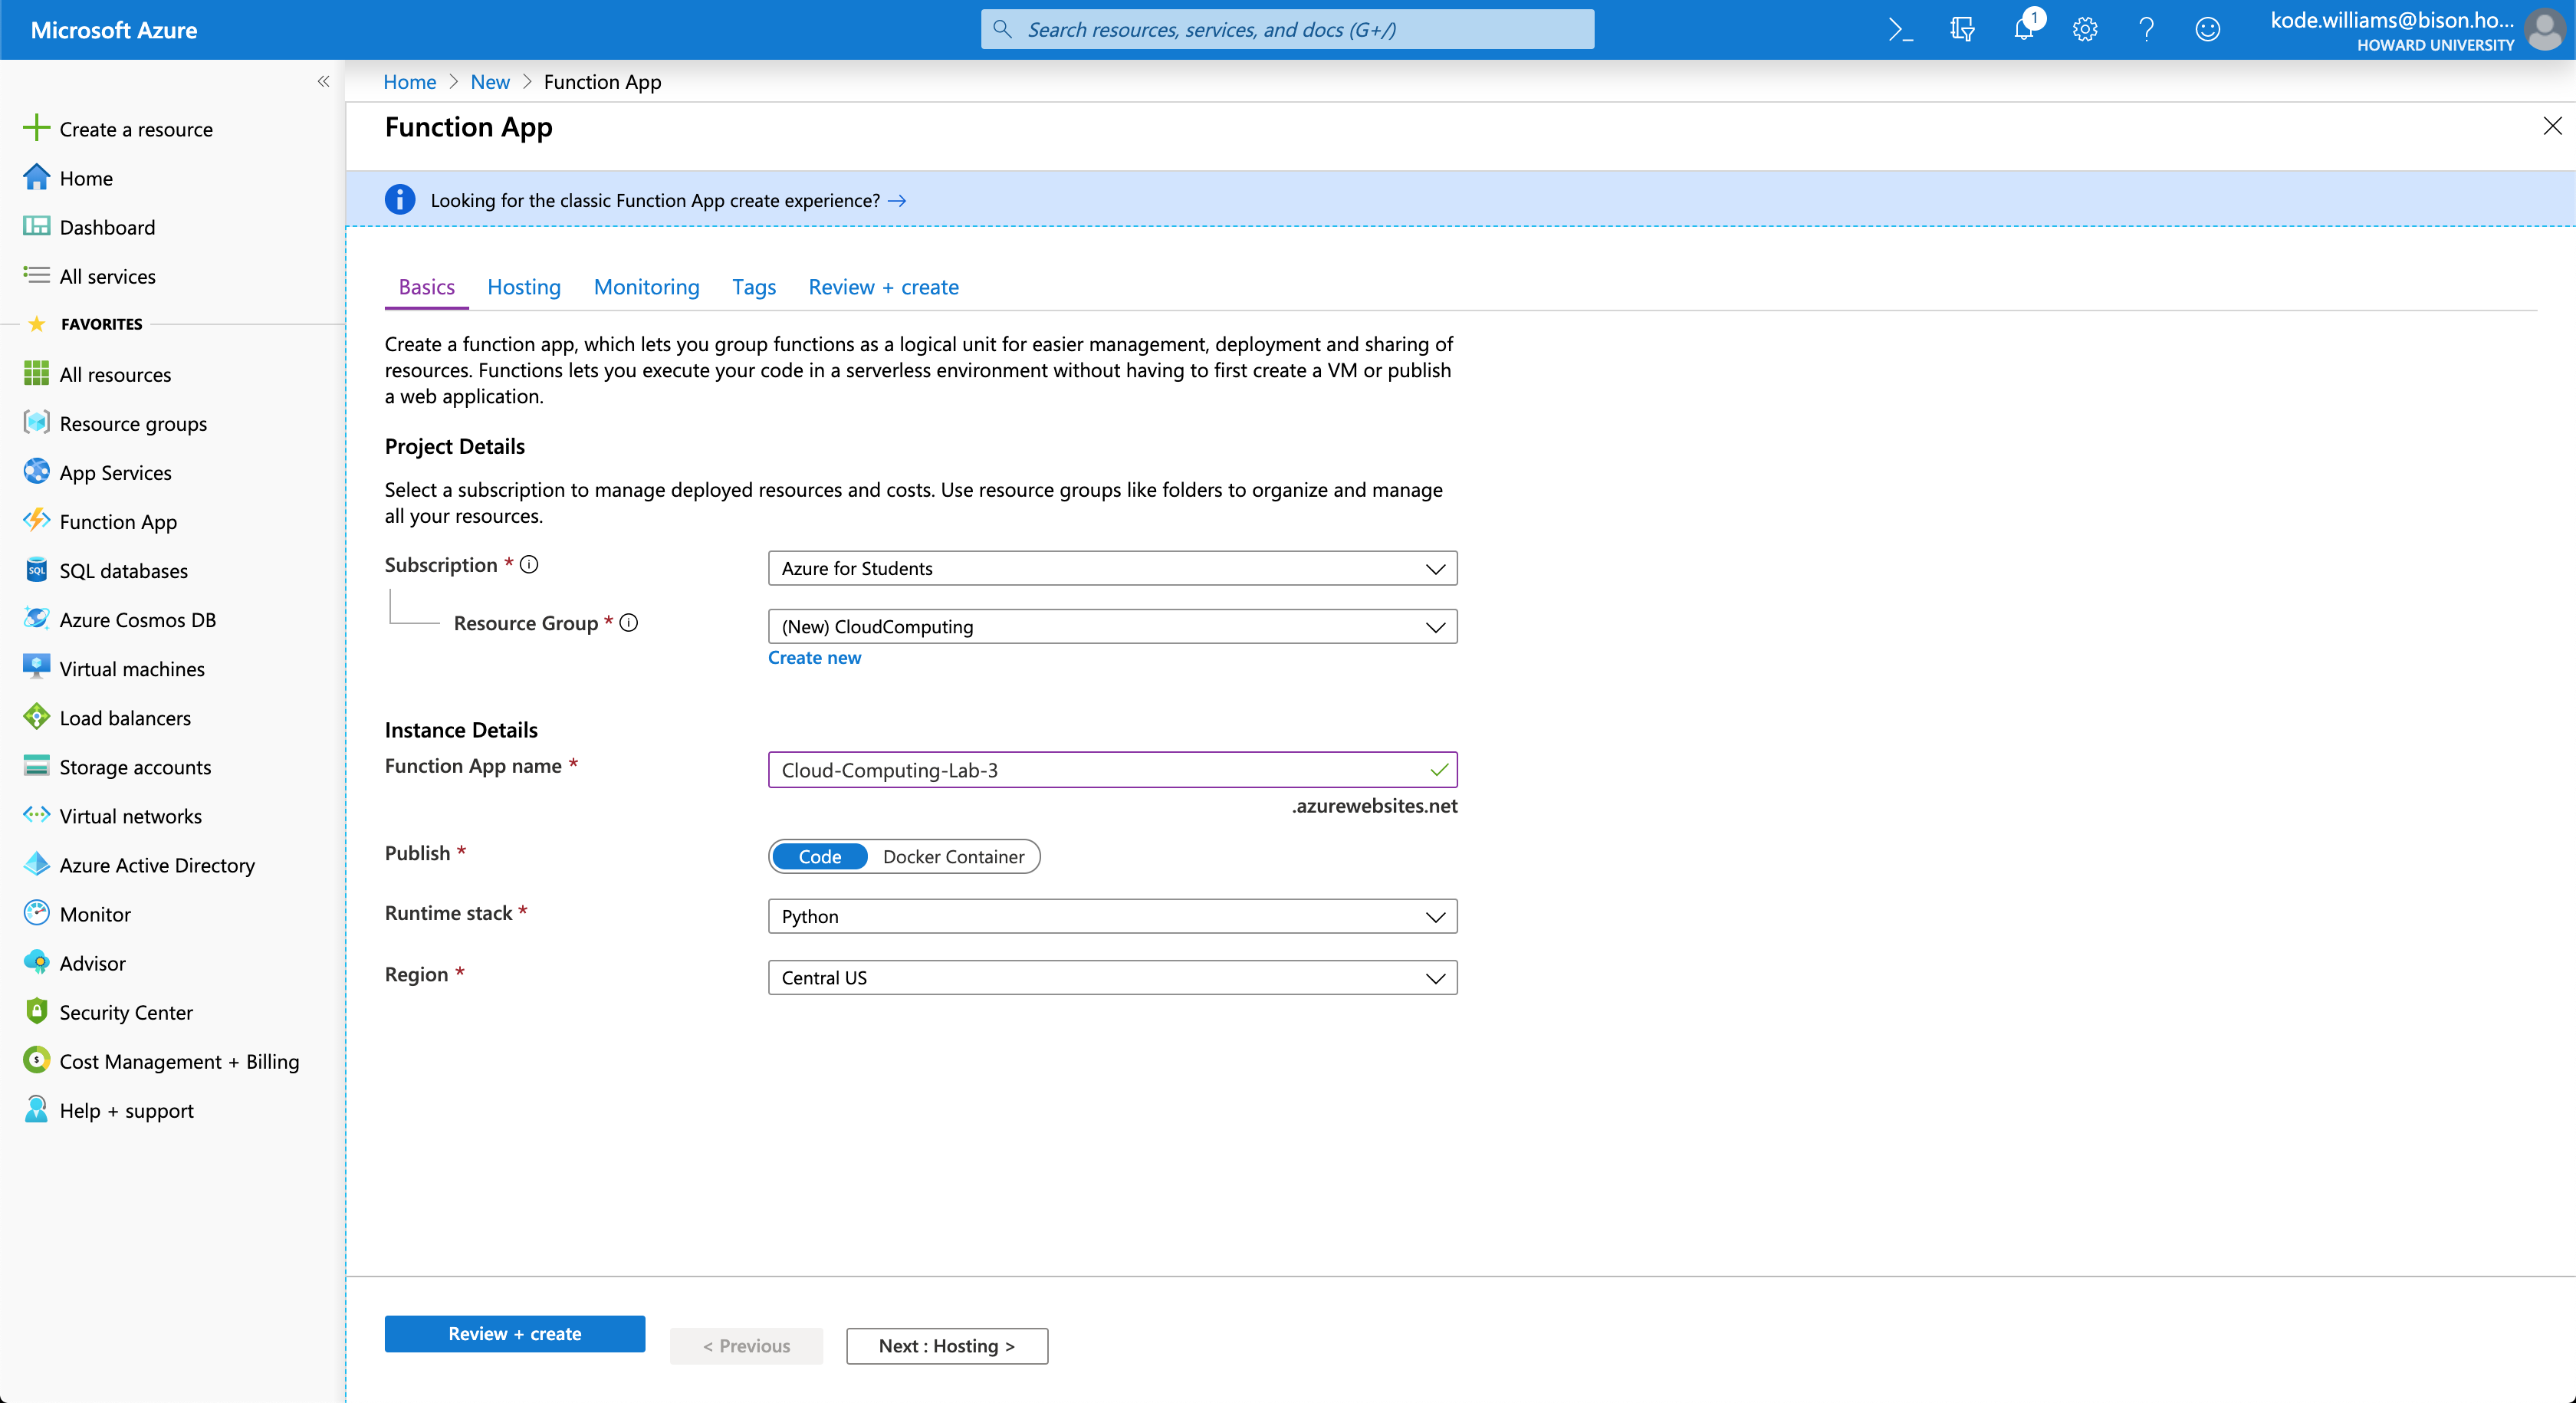 Microsoft Azure
Search resources, services, and docs (G+/)
1
kode.williams@bison.ho...
HOWARD UNIVERSITY
«
Create a resource
Home
Dashboard
All services
FAVORITES
All resources
Resource groups
App Services
Function App
SQL databases
Azure Cosmos DB
Virtual machines
Load balancers
Storage accounts
Virtual networks
Azure Active Directory
Monitor
Advisor
Security Center
Cost Management + Billing
Help + support
Home > New > Function App
Function App
Looking for the classic Function App create experience? →
Basics Hosting Monitoring Tags Review + create
Create a function app, which lets you group functions as a logical unit for easier management, deployment and sharing of
resources. Functions lets you execute your code in a serverless environment without having to first create a VM or publish
a web application.
Project Details
Select a subscription to manage deployed resources and costs. Use resource groups like folders to organize and manage
all your resources.
Subscription *
Azure for Students
Resource Group *
(New) CloudComputing
Create new
Instance Details
Function App name *
Cloud-Computing-Lab-3
.azurewebsites.net
Publish *
Code Docker Container
Runtime stack *
Python
Region *
Central US
Review + create
< Previous
Next : Hosting >